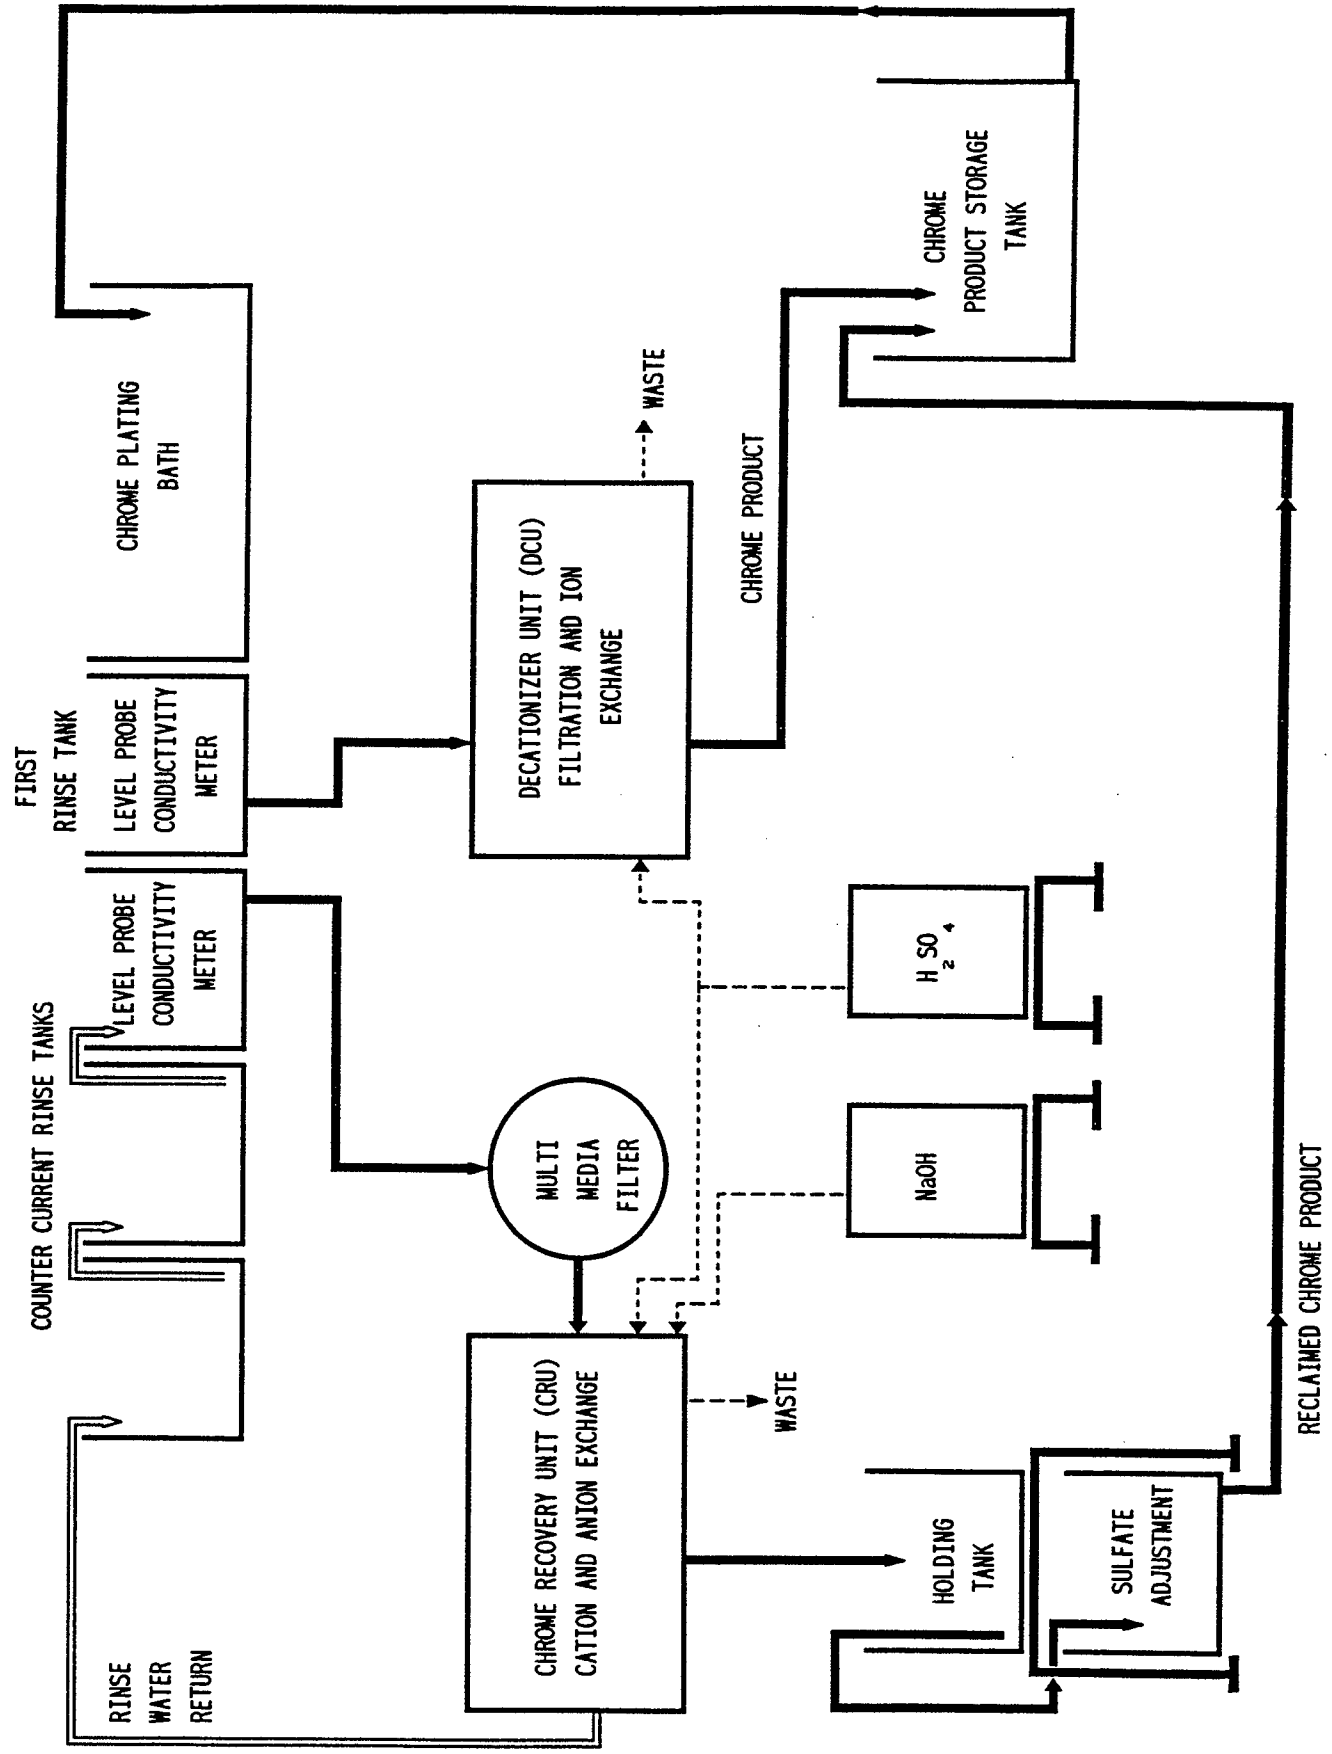 RINSE
WATER
RETURN
COUNTER CURRENT RINSE TANKS
FIRST
RINSE TANK
LEVEL PROBE
CONDUCTIVITY
METER
LEVEL PROBE
CONDUCTIVITY
METER
CHROME PLATING
BATH
CHROME RECOVERY UNIT (CRU)
CATION AND ANION EXCHANGE
MULTI
MEDIA
FILTER
DECATIONIZER UNIT (DCU)
FILTRATION AND ION
EXCHANGE
WASTE
WASTE
CHROME PRODUCT
HOLDING
TANK
NaOH
H2SO4
CHROME
PRODUCT STORAGE
TANK
SULFATE
ADJUSTMENT
RECLAIMED CHROME PRODUCT